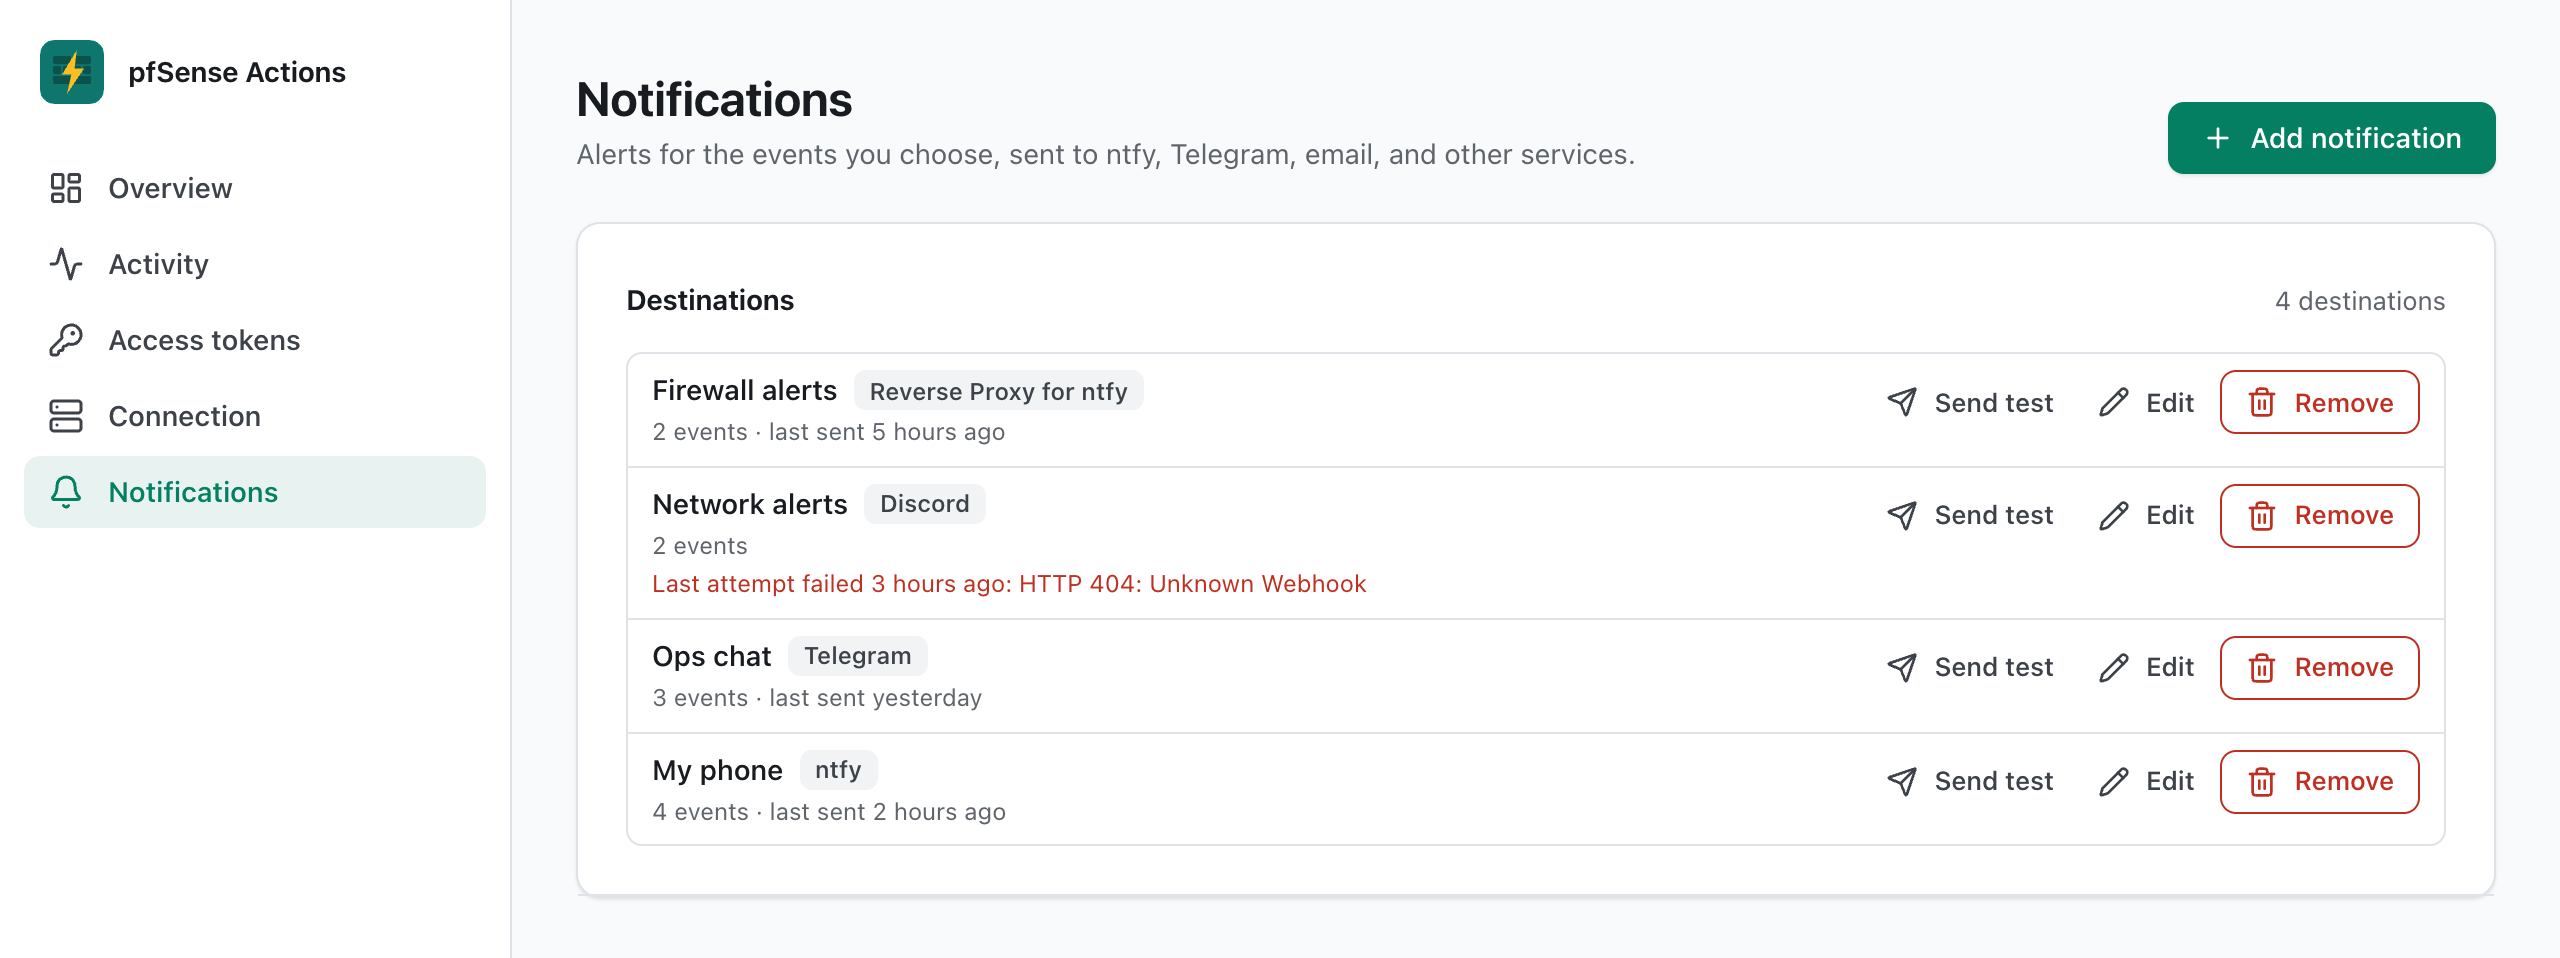 pfSense Actions
Overview
Activity
Access tokens
Connection
Notifications
Notifications
Alerts for the events you choose, sent to ntfy, Telegram, email, and other services.
Add notification
Destinations
4 destinations
Firewall alerts Reverse Proxy for ntfy
2 events · last sent 5 hours ago
Send test Edit Remove
Network alerts Discord
2 events
Last attempt failed 3 hours ago: HTTP 404: Unknown Webhook
Send test Edit Remove
Ops chat Telegram
3 events · last sent yesterday
Send test Edit Remove
My phone ntfy
4 events · last sent 2 hours ago
Send test Edit Remove